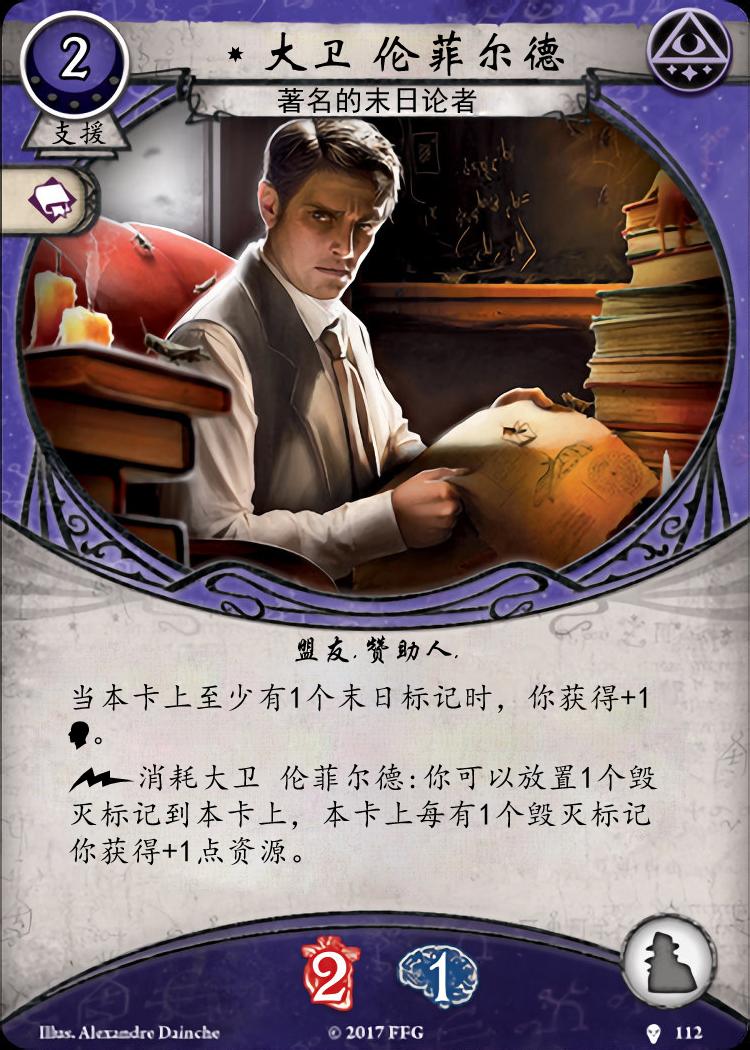 2
* 大卫 伦菲尔德
支援
著名的末日论者
盟友.赞助人.
当本卡上至少有1个末日标记时，你获得+1
。
消耗大卫 伦菲尔德:你可以放置1个毁
灭标记到本卡上，本卡上每有1个毁灭标记
你获得+1点资源。
2
1
Illus. Alexandre Dainche
© 2017 FFG
112